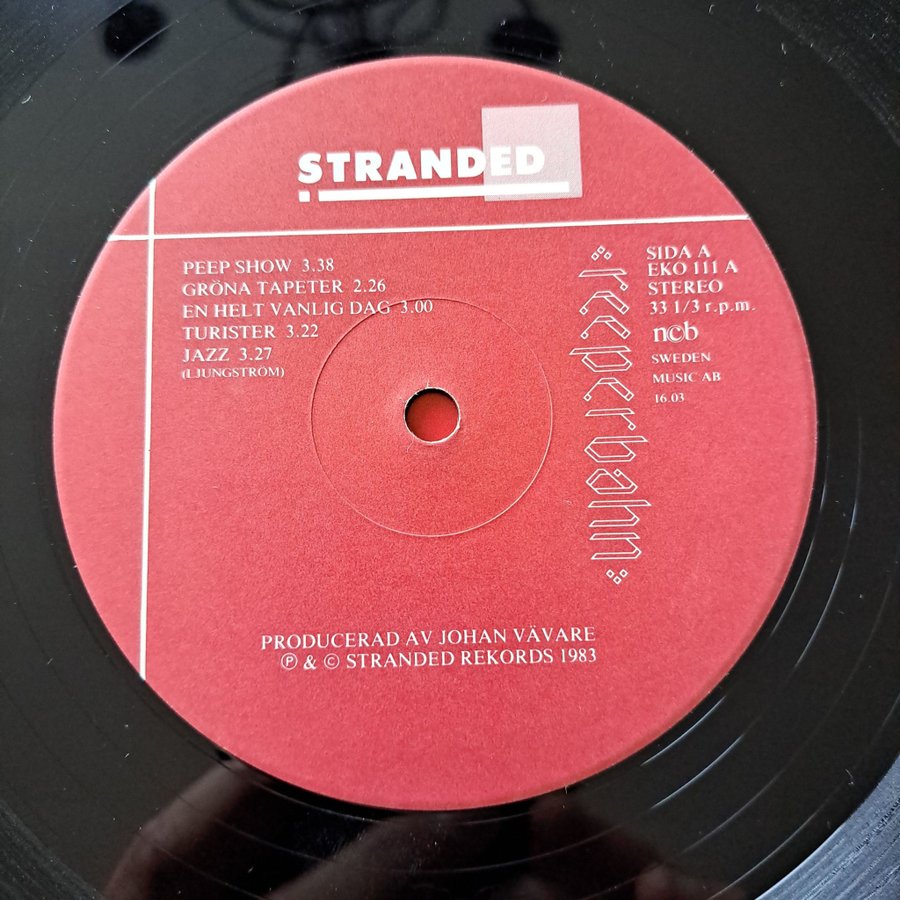 STRANDED
PEEP SHOW 3.38
GRÖNA TAPETER 2.26
EN HELT VANLIG DAG 3.00
TURISTER 3.22
JAZZ 3.27
(LJUNGSTRÖM)
reeperbahn
SIDA A
EKO 111 A
STEREO
33 1/3 r.p.m.
ncb
SWEDEN
MUSIC AB
16.03
PRODUCERAD AV JOHAN VÄVARE
Ⓟ & © STRANDED REKORDS 1983